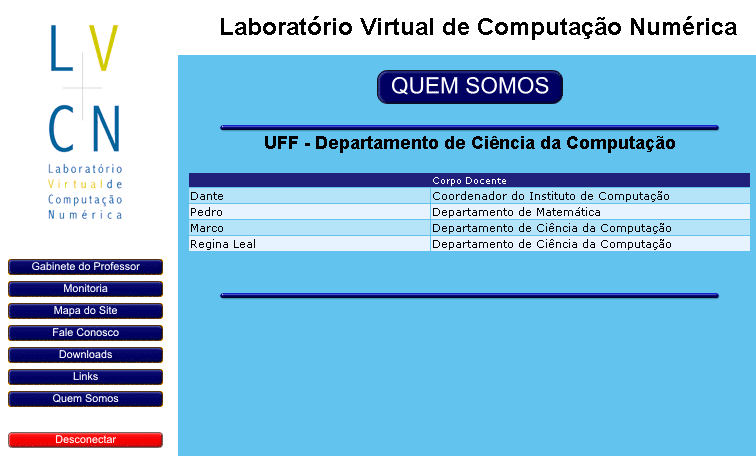 L V
C N
Laboratório
Virtual de
Computação
Numérica
Gabinete do Professor
Monitoria
Mapa do Site
Fale Conosco
Downloads
Links
Quem Somos
Desconectar
Laboratório Virtual de Computação Numérica
QUEM SOMOS
UFF - Departamento de Ciência da Computação
Corpo Docente
Dante Coordenador do Instituto de Computação
Pedro Departamento de Matemática
Marco Departamento de Ciência da Computação
Regina Leal Departamento de Ciência da Computação